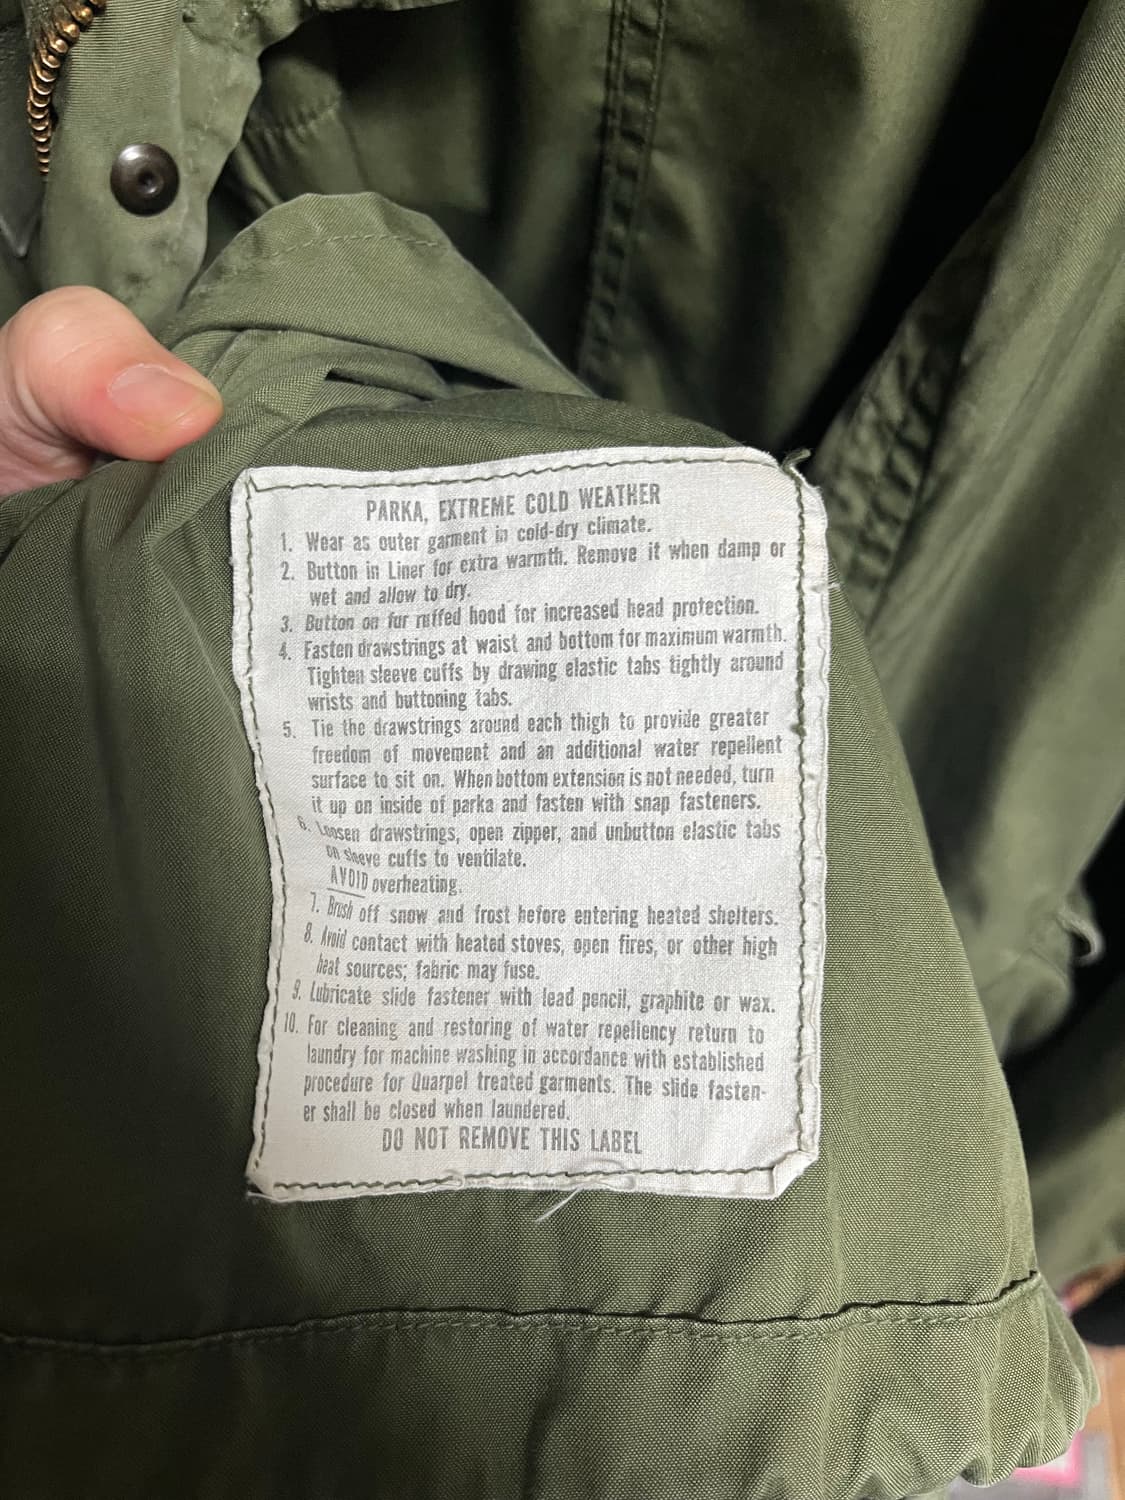 PARKA, EXTREME COLD WEATHER
1. Wear as outer garment in cold-dry climate.
2. Button in Liner for extra warmth. Remove it when damp or
wet and allow to dry.
3. Button on fur ruffed hood for increased head protection.
4. Fasten drawstrings at waist and bottom for maximum warmth.
Tighten sleeve cuffs by drawing elastic tabs tightly around
wrists and buttoning tabs.
5. Tie the drawstrings around each thigh to provide greater
freedom of movement and an additional water repellent
surface to sit on. When bottom extension is not needed, turn
it up on inside of parka and fasten with snap fasteners.
6. Loosen drawstrings, open zipper, and unbutton elastic tabs
on sleeve cuffs to ventilate.
AVOID overheating.
7. Brush off snow and frost before entering heated shelters.
8. Avoid contact with heated stoves, open fires, or other high
heat sources; fabric may fuse.
9. Lubricate slide fastener with lead pencil, graphite or wax.
10. For cleaning and restoring of water repellency return to
laundry for machine washing in accordance with established
procedure for Quarpel treated garments. The slide fasten-
er shall be closed when laundered.
DO NOT REMOVE THIS LABEL